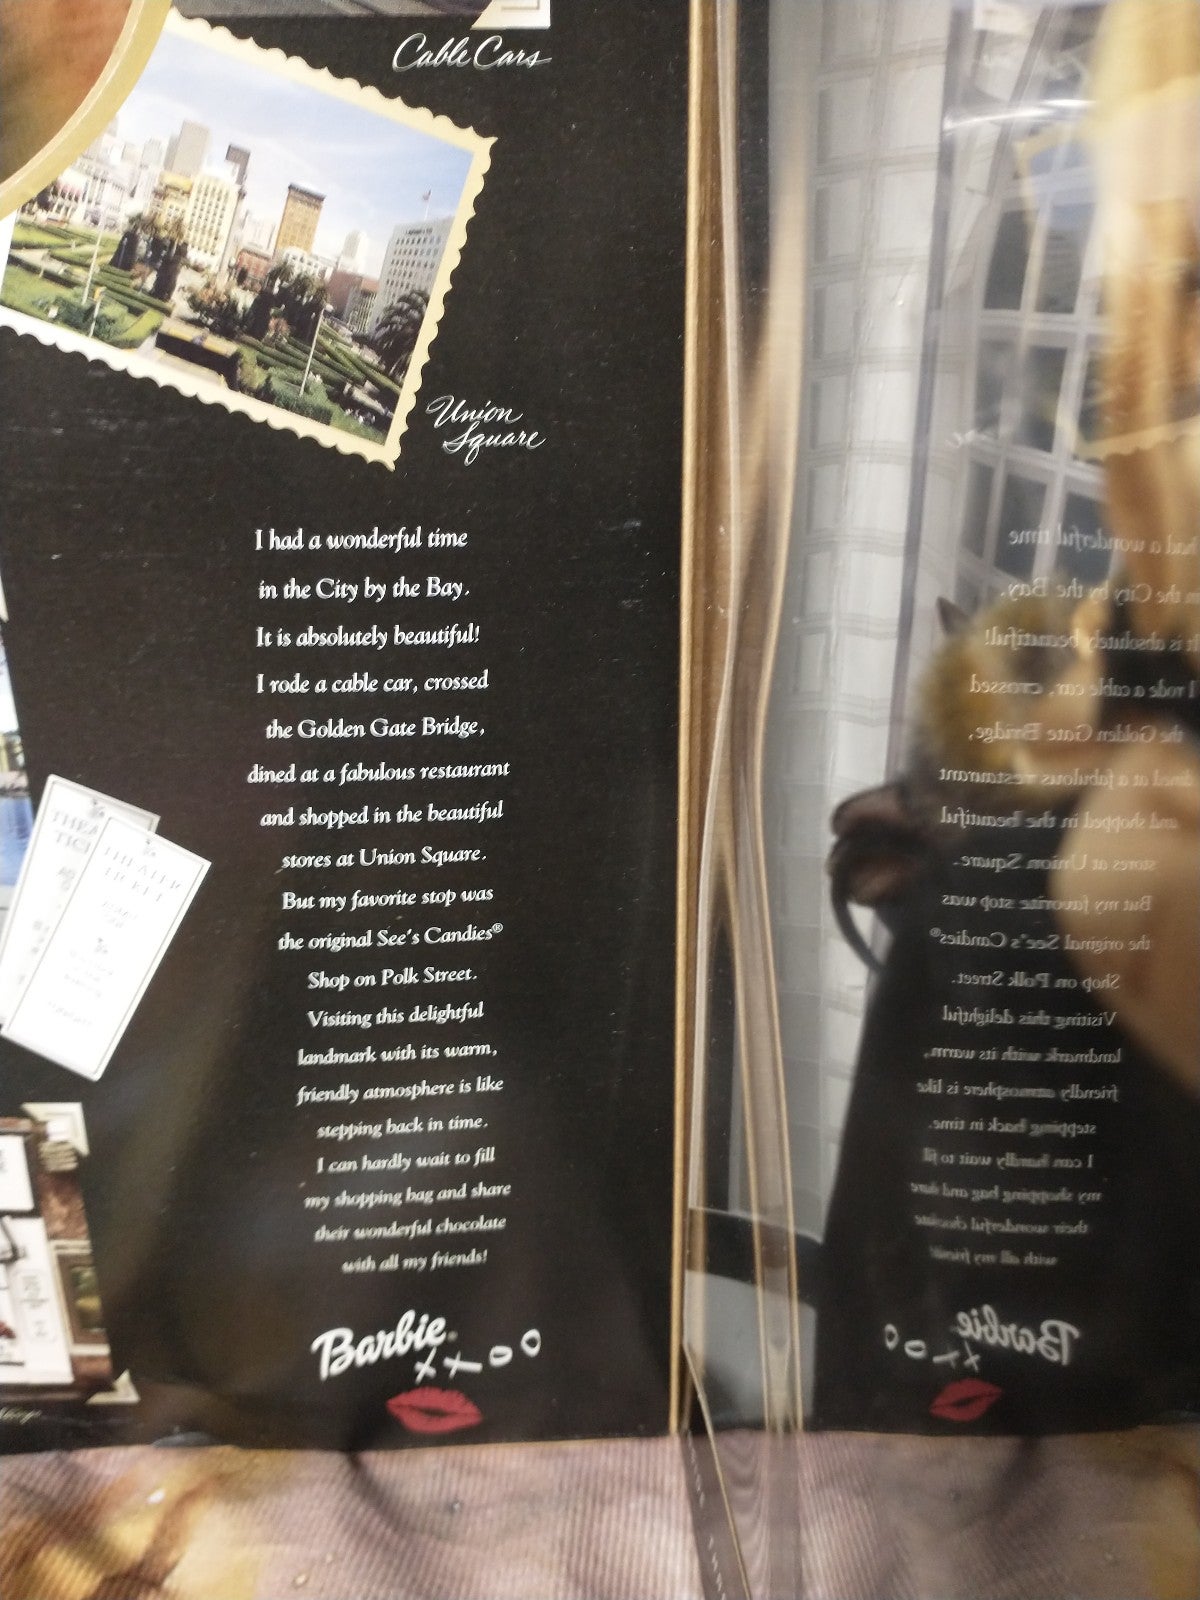 Cable Cars
Union
Square
I had a wonderful time
in the City by the Bay.
It is absolutely beautiful!
I rode a cable car, crossed
the Golden Gate Bridge,
dined at a fabulous restaurant
and shopped in the beautiful
stores at Union Square.
But my favorite stop was
the original See's Candies®
Shop on Polk Street.
Visiting this delightful
landmark with its warm,
friendly atmosphere is like
stepping back in time.
I can hardly wait to fill
my shopping bag and share
their wonderful chocolate
with all my friends!
Barbie®
xxoo
THEATER
TICKET